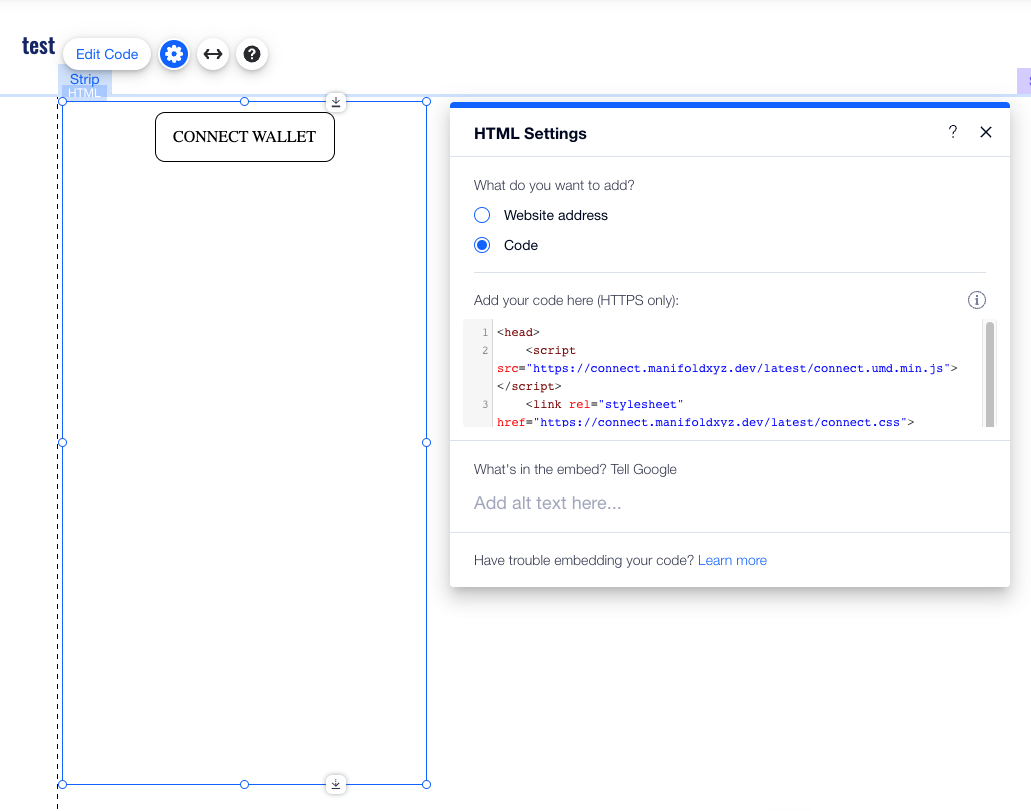 test
Edit Code
Strip
HTML
CONNECT WALLET
HTML Settings
?
What do you want to add?
Website address
Code
Add your code here (HTTPS only):
1 <head>
2 <script
src="https://connect.manifoldxyz.dev/latest/connect.umd.min.js">
</script>
3 <link rel="stylesheet"
href="https://connect.manifoldxyz.dev/latest/connect.css">
What's in the embed? Tell Google
Add alt text here...
Have trouble embedding your code? Learn more